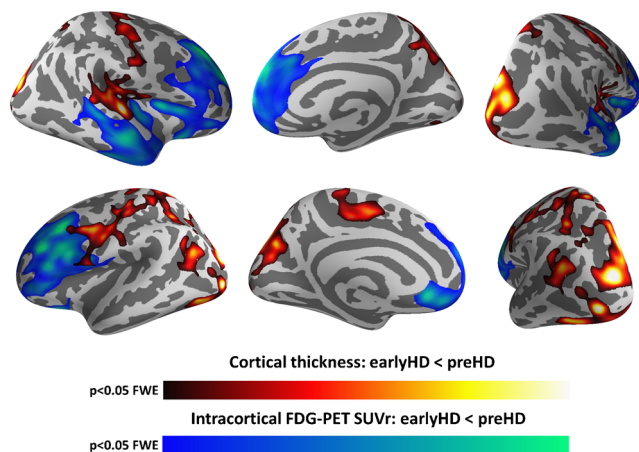 Cortical thickness: earlyHD < preHD
p<0.05 FWE
Intracortical FDG-PET SUVr: earlyHD < preHD
p<0.05 FWE